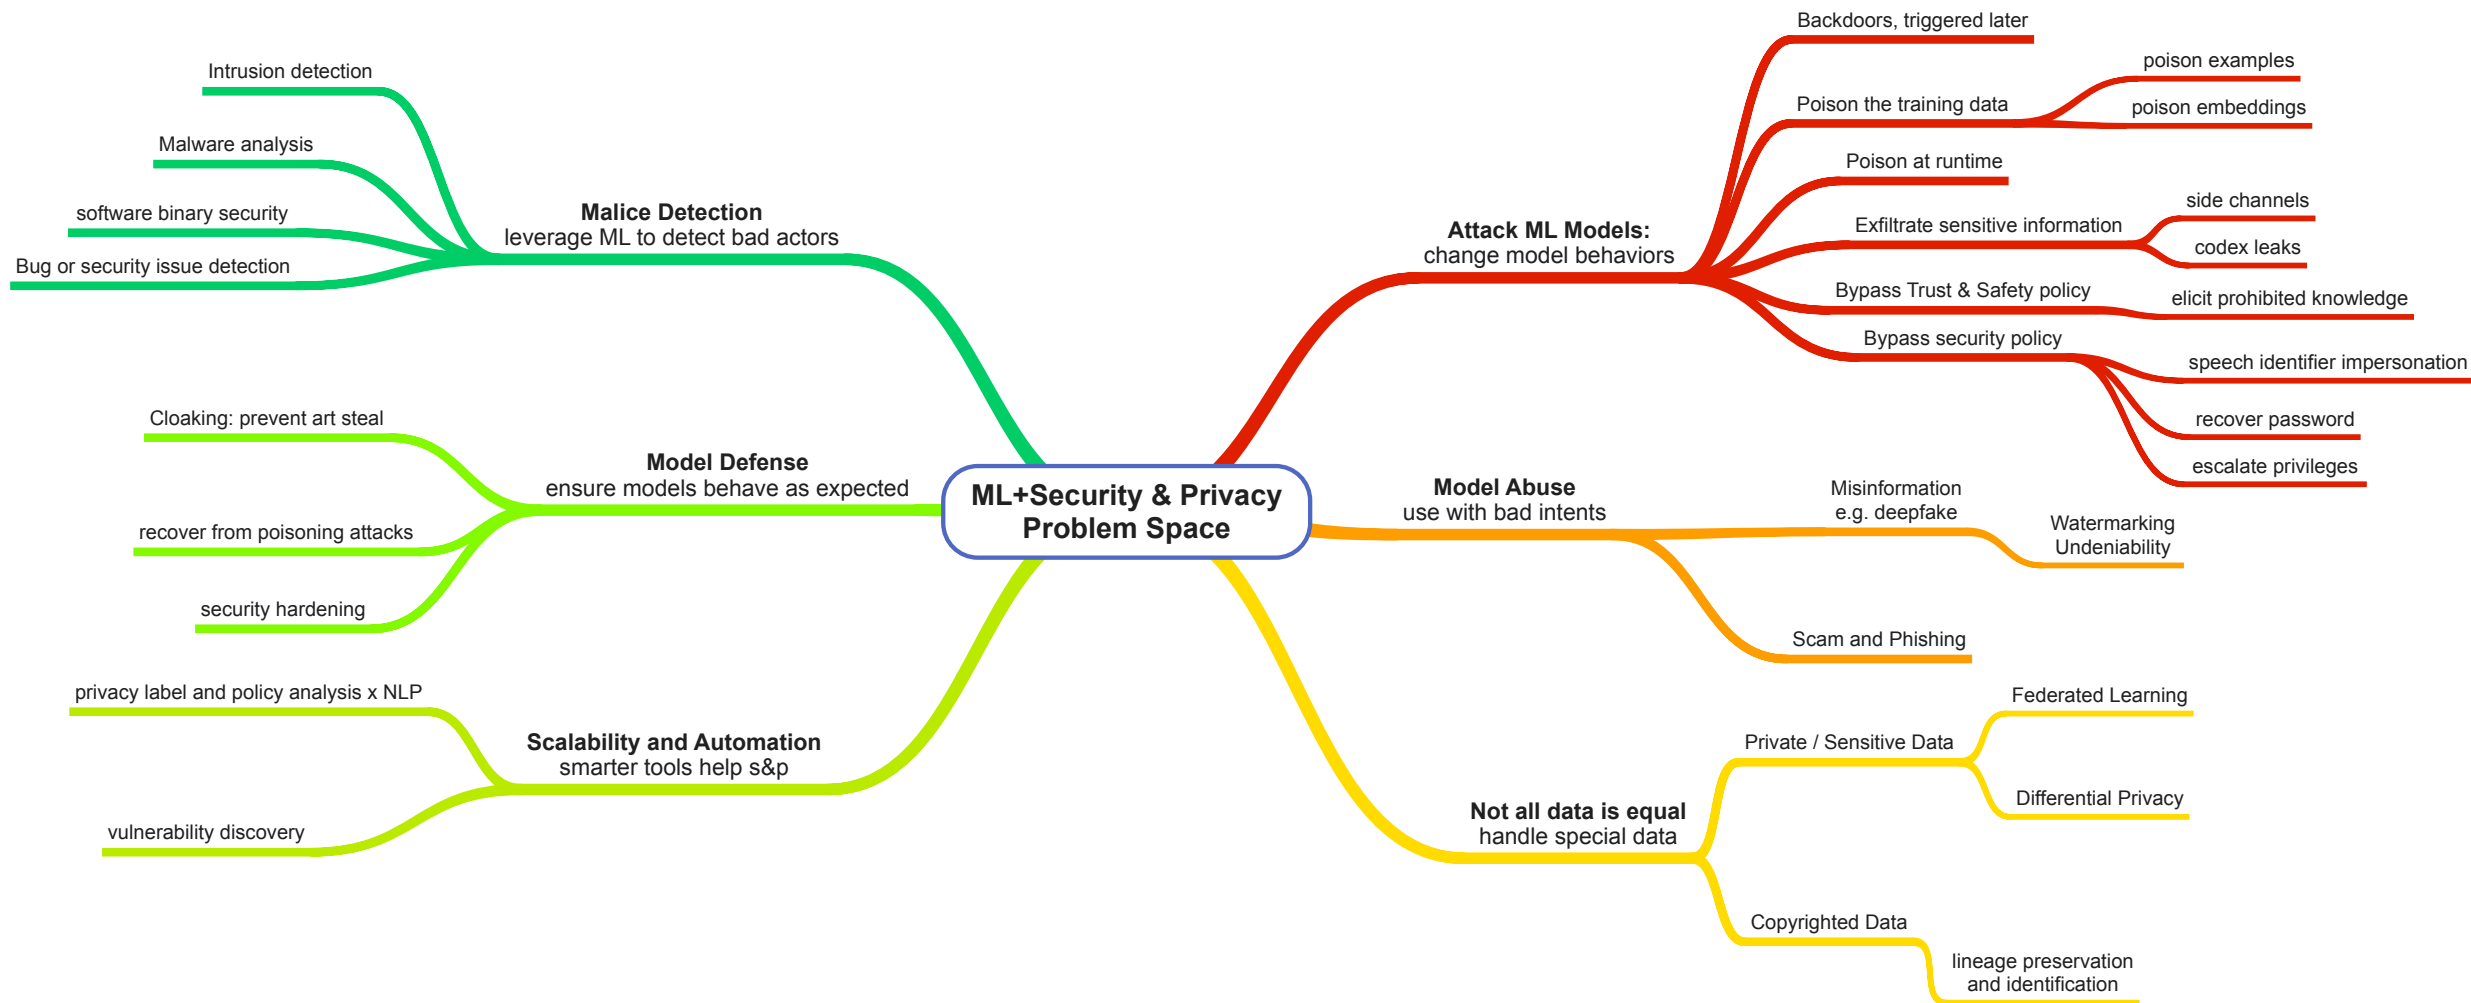 ML+Security & Privacy
Problem Space
Malice Detection
leverage ML to detect bad actors
Intrusion detection
Malware analysis
software binary security
Bug or security issue detection
Model Defense
ensure models behave as expected
Cloaking: prevent art steal
recover from poisoning attacks
security hardening
Scalability and Automation
smarter tools help s&p
privacy label and policy analysis x NLP
vulnerability discovery
Attack ML Models:
change model behaviors
Backdoors, triggered later
Poison the training data
poison examples
poison embeddings
Poison at runtime
Exfiltrate sensitive information
side channels
codex leaks
Bypass Trust & Safety policy
elicit prohibited knowledge
Bypass security policy
speech identifier impersonation
recover password
escalate privileges
Model Abuse
use with bad intents
Misinformation
e.g. deepfake
Watermarking
Undeniability
Scam and Phishing
Not all data is equal
handle special data
Private / Sensitive Data
Federated Learning
Differential Privacy
Copyrighted Data
lineage preservation
and identification